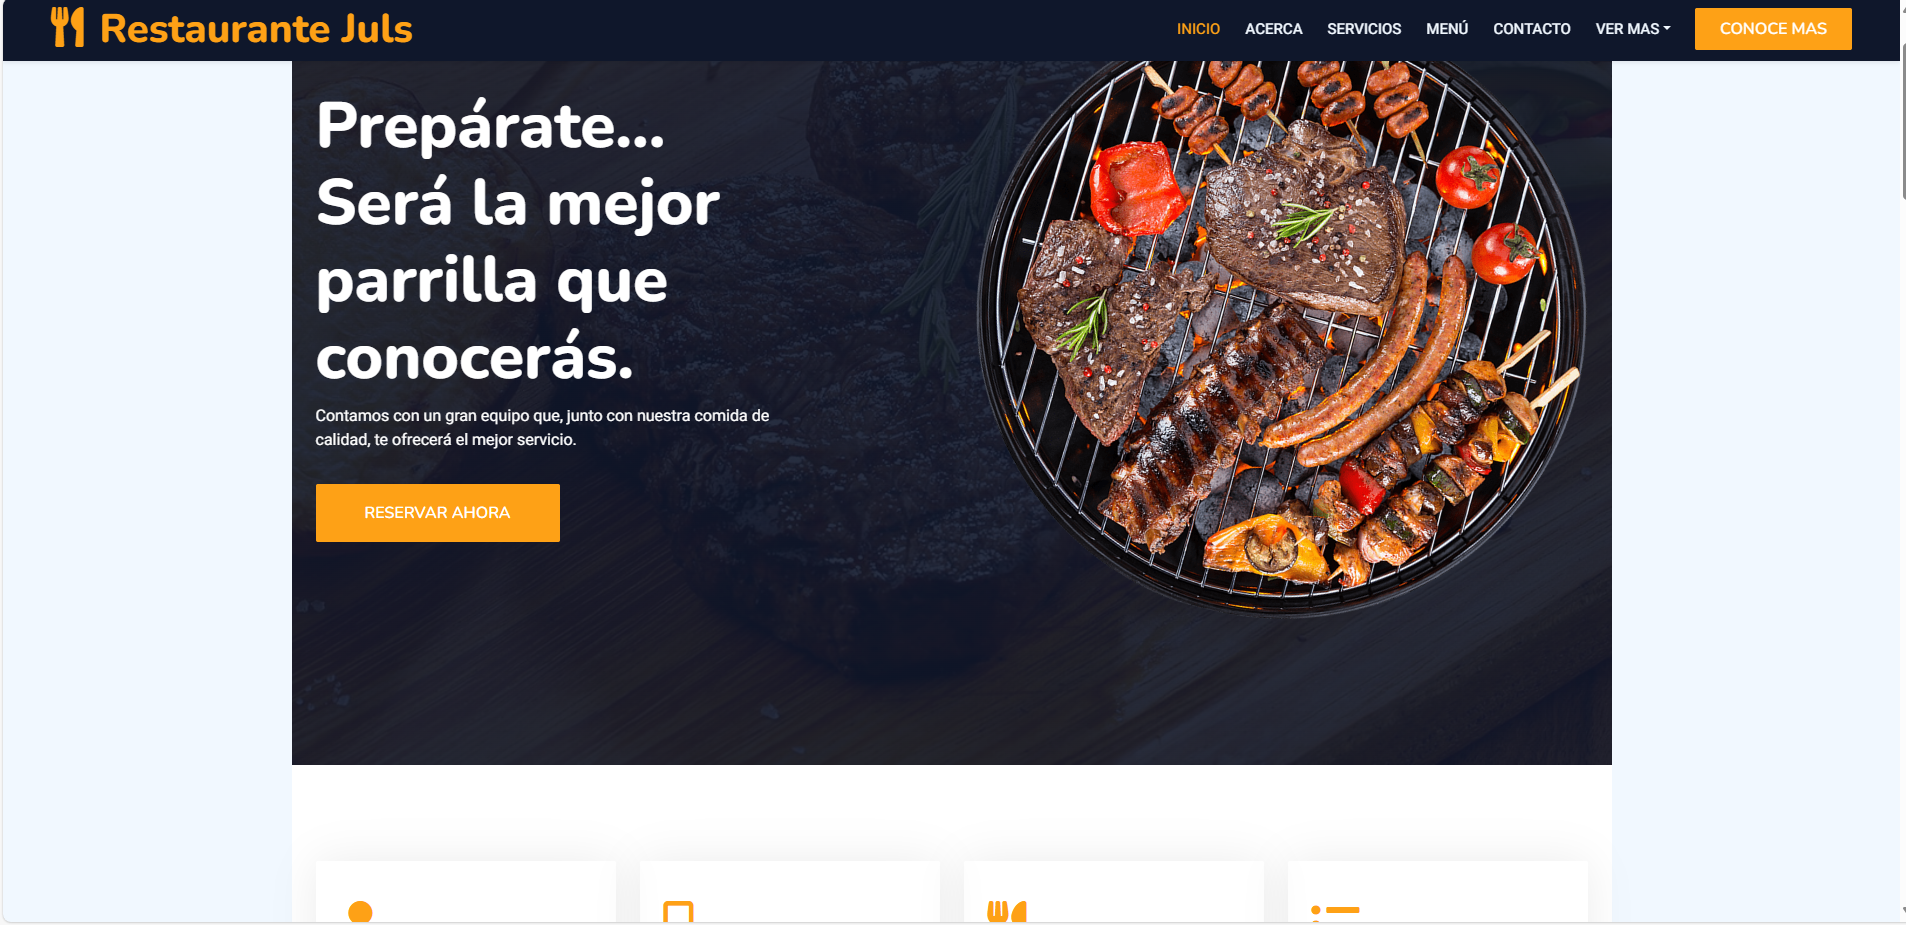 Restaurante Juls
INICIO
ACERCA
SERVICIOS
MENÚ
CONTACTO
VER MAS
CONOCE MAS
Prepárate...
Será la mejor
parrilla que
conocerás.
Contamos con un gran equipo que, junto con nuestra comida de
calidad, te ofrecerá el mejor servicio.
RESERVAR AHORA